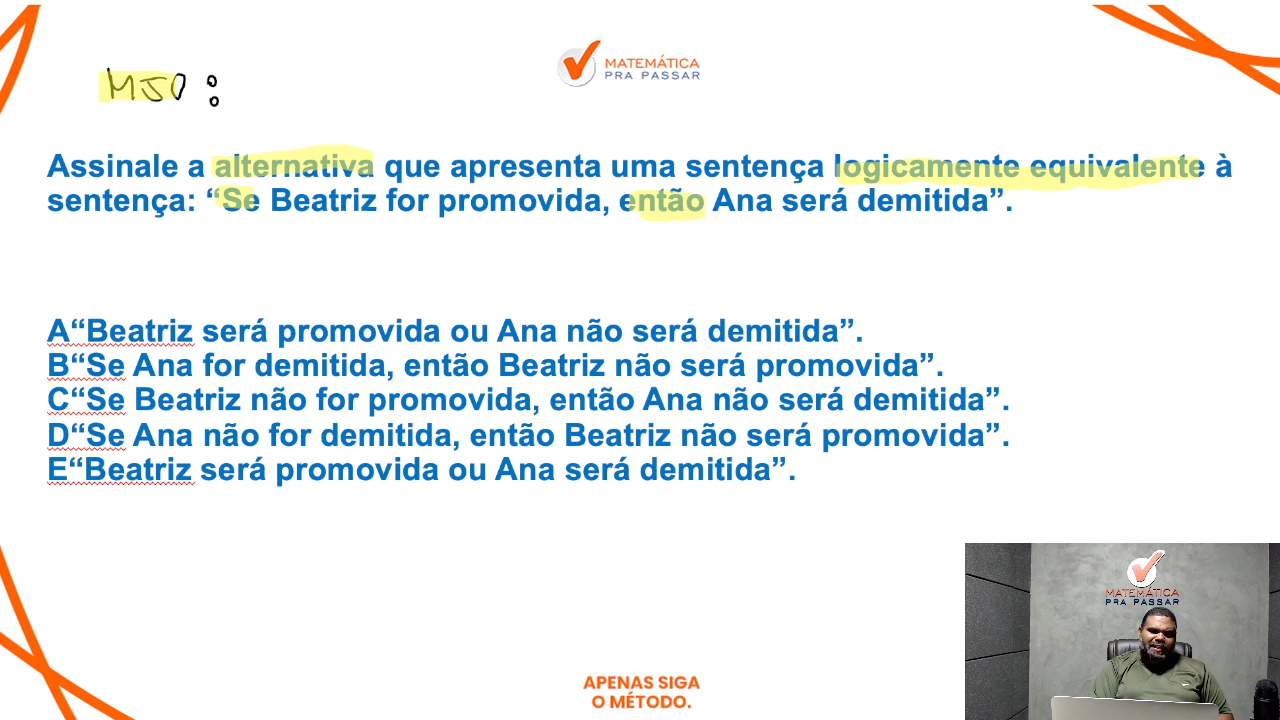 MATEMÁTICA
PRA PASSAR
MJO :
Assinale a alternativa que apresenta uma sentença logicamente equivalente à
sentença: “Se Beatriz for promovida, então Ana será demitida”.
A“Beatriz será promovida ou Ana não será demitida”.
B“Se Ana for demitida, então Beatriz não será promovida”.
C“Se Beatriz não for promovida, então Ana não será demitida”.
D“Se Ana não for demitida, então Beatriz não será promovida”.
E“Beatriz será promovida ou Ana será demitida”.
MATEMÁTICA
PRA PASSAR
APENAS SIGA
O MÉTODO.